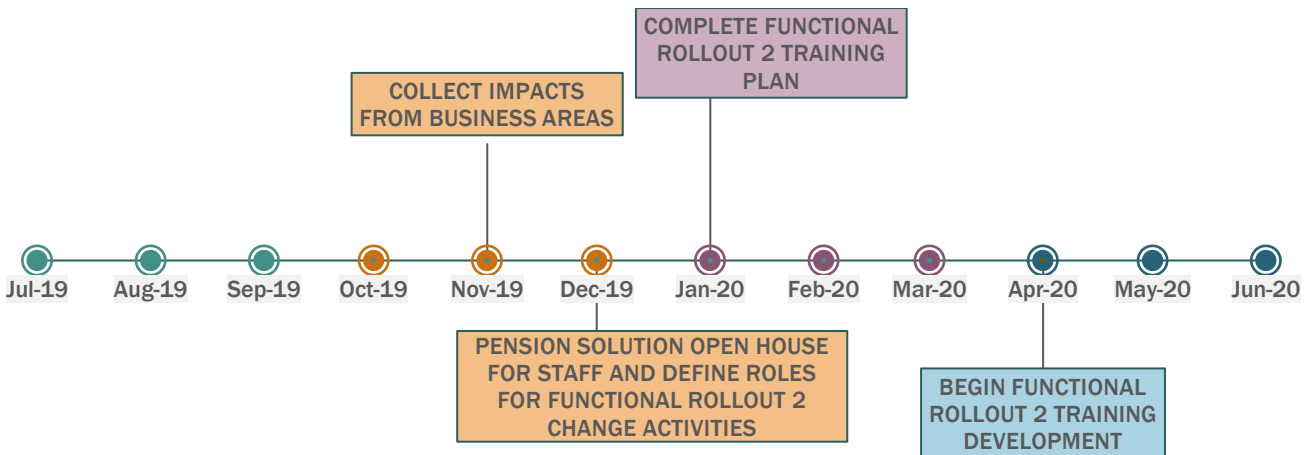 COMPLETE FUNCTIONAL
ROLLOUT 2 TRAINING
PLAN
COLLECT IMPACTS
FROM BUSINESS AREAS
Jul-19 Aug-19 Sep-19 Oct-19 Nov-19 Dec-19 Jan-20 Feb-20 Mar-20 Apr-20 May-20 Jun-20
PENSION SOLUTION OPEN HOUSE
FOR STAFF AND DEFINE ROLES
FOR FUNCTIONAL ROLLOUT 2
CHANGE ACTIVITIES
BEGIN FUNCTIONAL
ROLLOUT 2 TRAINING
DEVELOPMENT